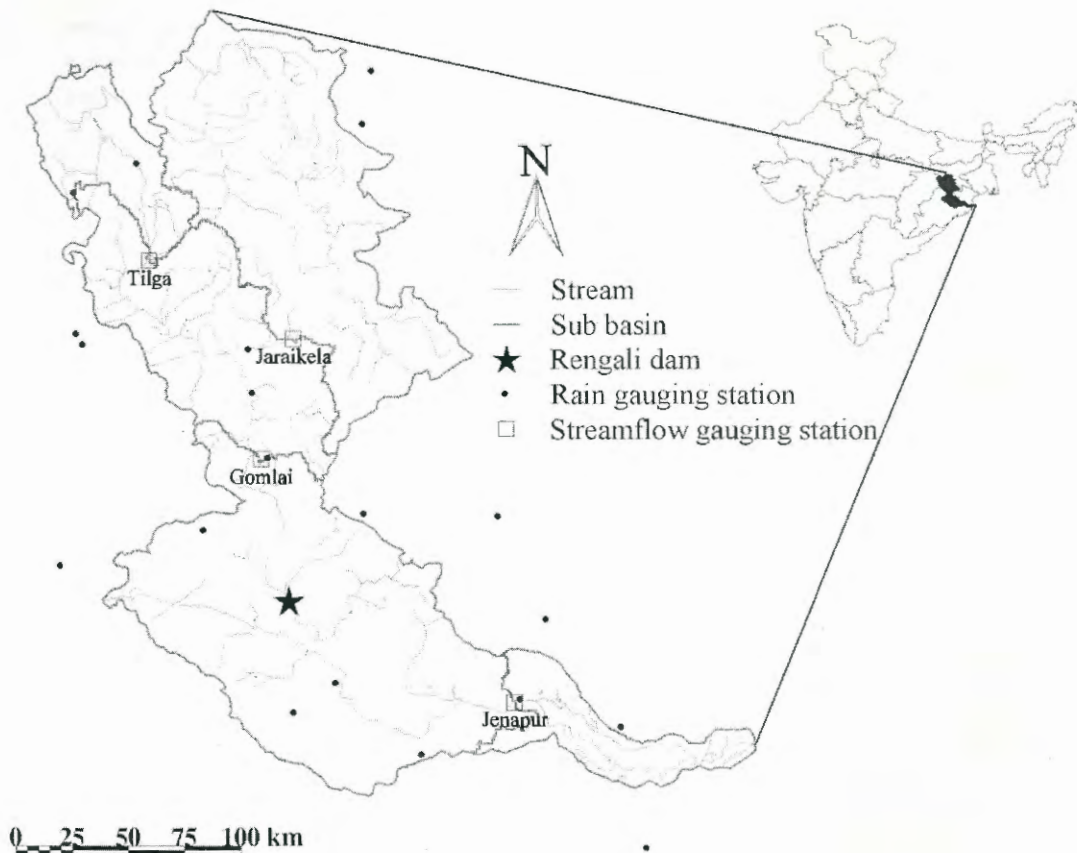 N
Tilga
Jaraikela
Gomlai
Jenapur
Stream
Sub basin
Rengali dam
Rain gauging station
Streamflow gauging station
0 25 50 75 100 km